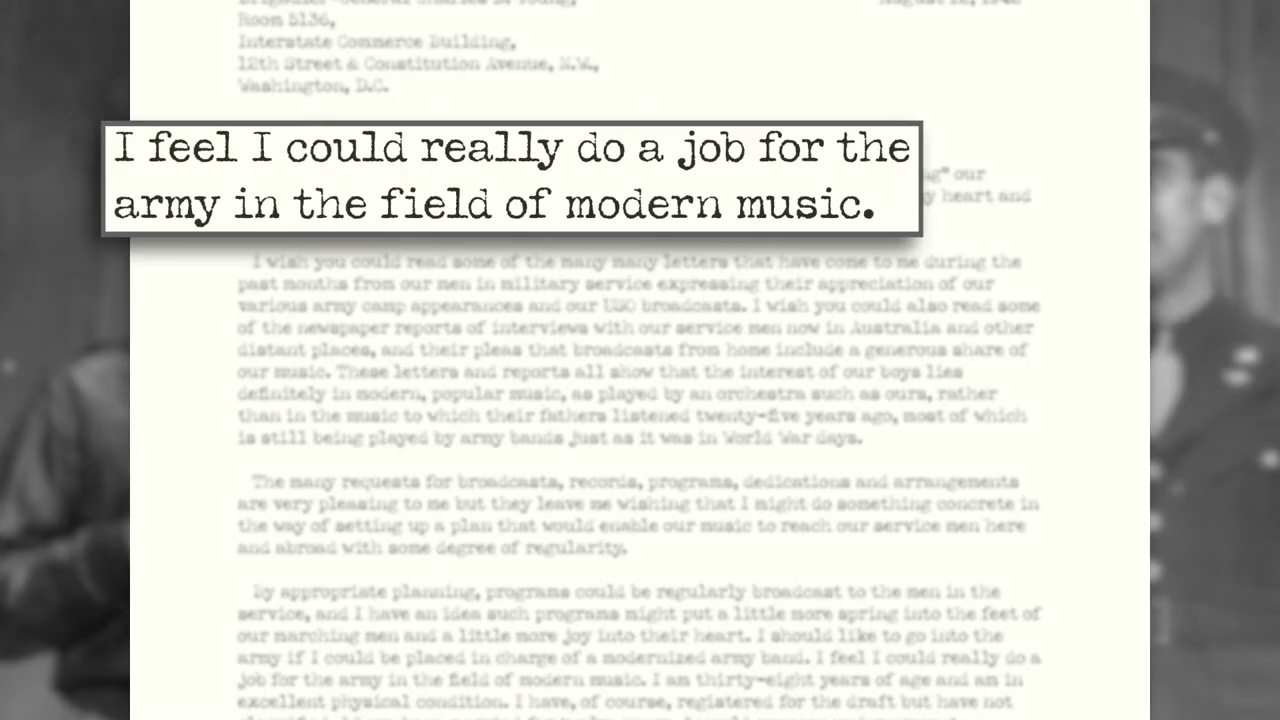 Room 5136,
Interstate Commerce Building,
12th Street & Constitution Avenue, N.W.,
Washington, D.C.
I feel I could really do a job for the
army in the field of modern music.
our
heart and
I wish you could read some of the many many letters that have come to me during the
past months from our men in military service expressing their appreciation of our
various army camp appearances and our USO broadcasts. I wish you could also read some
of the newspaper reports of interviews with our service men now in Australia and other
distant places, and their pleas that broadcasts from home include a generous share of
our music. These letters and reports all show that the interest of our boys lies
definitely in modern, popular music, as played by an orchestra such as ours, rather
than in the music to which their fathers listened twenty-five years ago, most of which
is still being played by army bands just as it was in World War days.
The many requests for broadcasts, records, programs, dedications and arrangements
are very pleasing to me but they leave me wishing that I might do something concrete in
the way of setting up a plan that would enable our music to reach our service men here
and abroad with some degree of regularity.
By appropriate planning, programs could be regularly broadcast to the men in the
service, and I have an idea such programs might put a little more spring into the feet of
our marching men and a little more joy into their heart. I should like to go into the
army if I could be placed in charge of a modernized army band. I feel I could really do a
job for the army in the field of modern music. I am thirty-eight years of age and am in
excellent physical condition. I have, of course, registered for the draft but have not